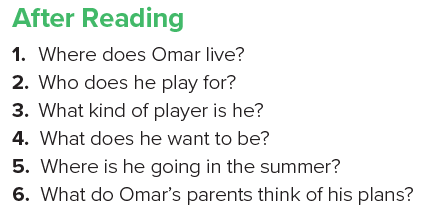 After Reading
1. Where does Omar live?
2. Who does he play for?
3. What kind of player is he?
4. What does he want to be?
5. Where is he going in the summer?
6. What do Omar's parents think of his plans?